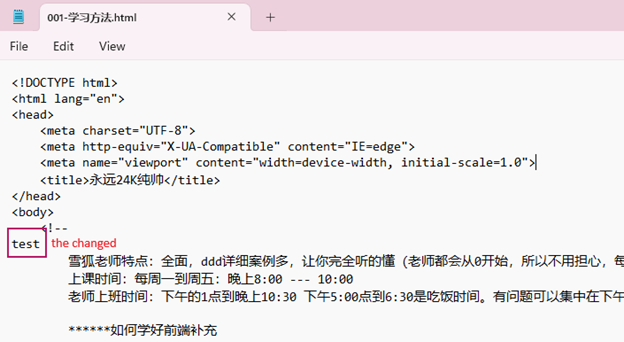 001-学习方法.html
File Edit View
<!DOCTYPE html>
<html lang="en">
<head>
<meta charset="UTF-8">
<meta http-equiv="X-UA-Compatible" content="IE=edge">
<meta name="viewport" content="width=device-width, initial-scale=1.0">
<title>永远24K纯帅</title>
</head>
<body>
<!--
test the changed
雪狐老师特点：全面，ddd详细案例多，让你完全听的懂（老师都会从0开始，所以不用担心，每
上课时间：每周一到周五：晚上8:00 --- 10:00
老师上班时间：下午的1点到晚上10:30 下午5:00点到6:30是吃饭时间。有问题可以集中在下午
******如何学好前端补充